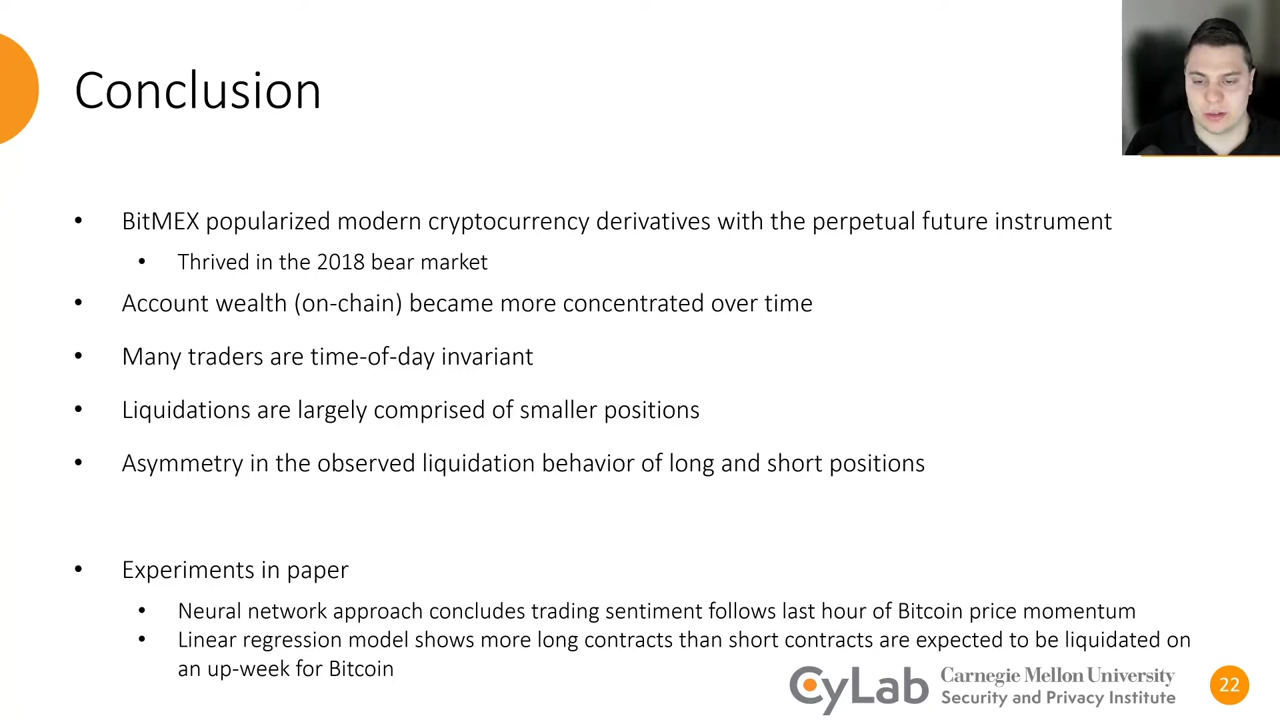 Conclusion
• BitMEX popularized modern cryptocurrency derivatives with the perpetual future instrument
• Thrived in the 2018 bear market
• Account wealth (on-chain) became more concentrated over time
• Many traders are time-of-day invariant
• Liquidations are largely comprised of smaller positions
• Asymmetry in the observed liquidation behavior of long and short positions
• Experiments in paper
• Neural network approach concludes trading sentiment follows last hour of Bitcoin price momentum
• Linear regression model shows more long contracts than short contracts are expected to be liquidated on
an up-week for Bitcoin
CyLab
Carnegie Mellon University
Security and Privacy Institute
22